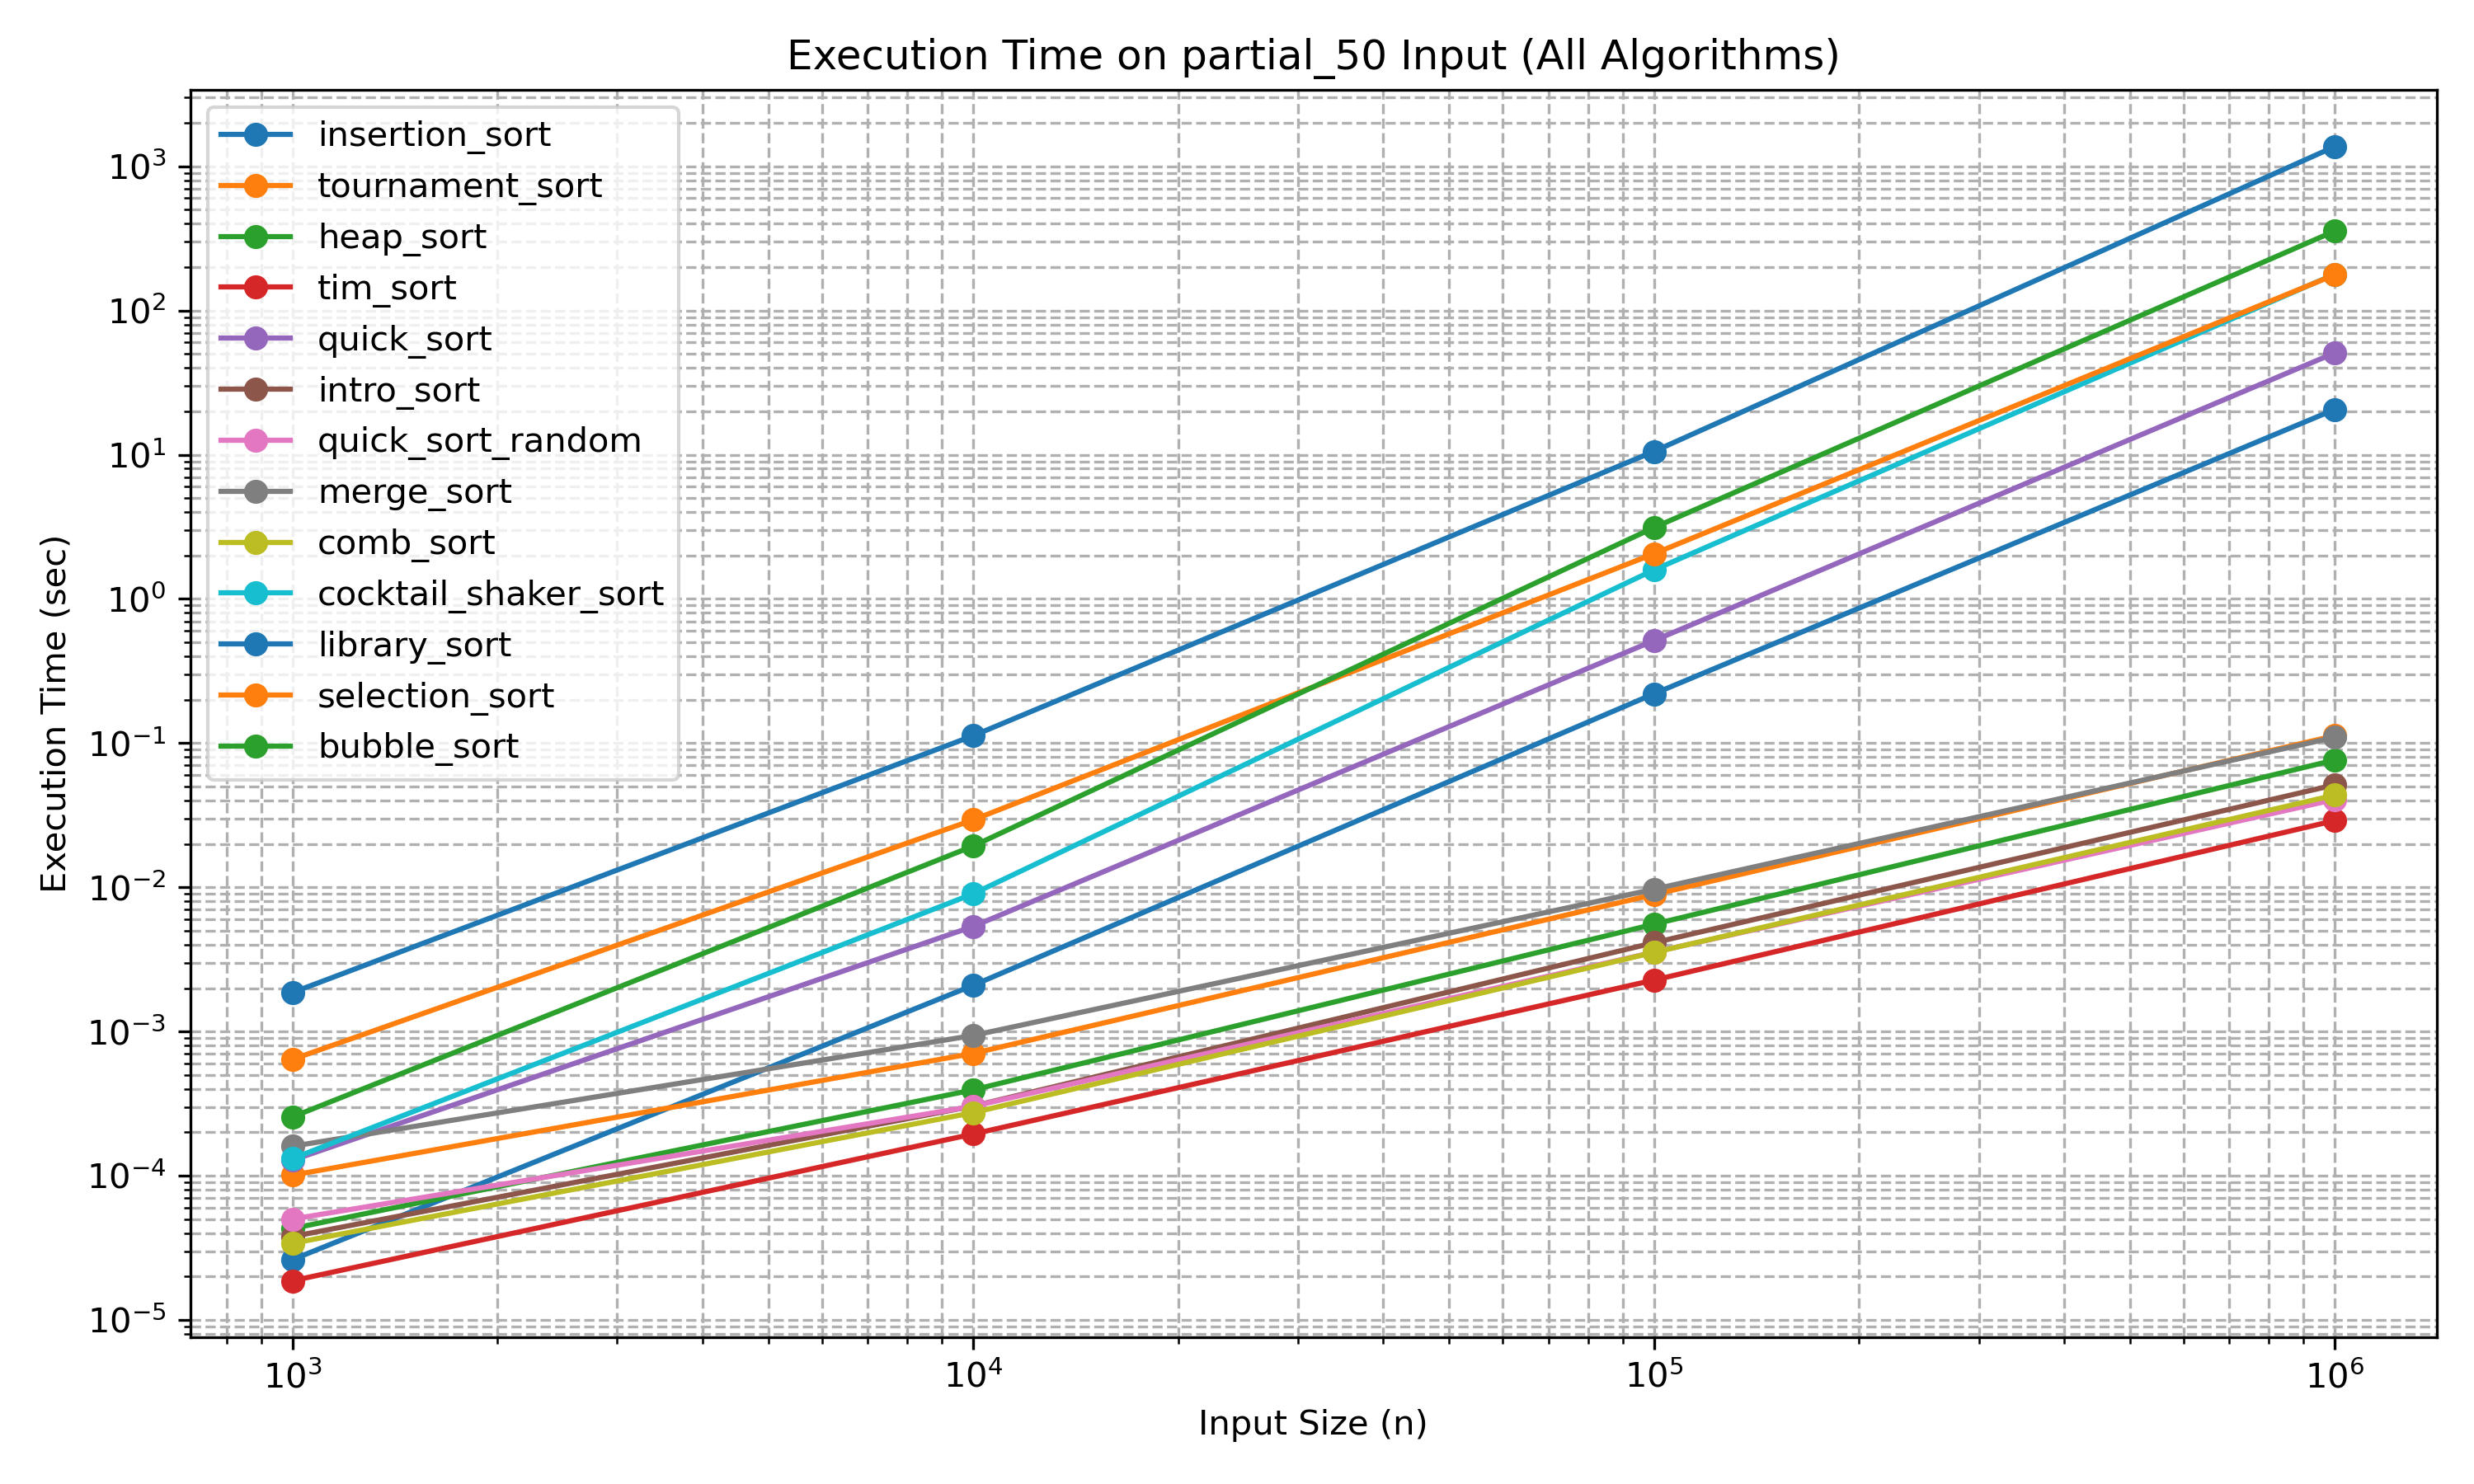 Execution Time on partial_50 Input (All Algorithms)
insertion_sort
tournament_sort
heap_sort
tim_sort
quick_sort
intro_sort
quick_sort_random
merge_sort
comb_sort
cocktail_shaker_sort
library_sort
selection_sort
bubble_sort
Execution Time (sec)
10³
10²
10¹
10⁰
10⁻¹
10⁻²
10⁻³
10⁻⁴
10⁻⁵
10³ 10⁴ 10⁵ 10⁶
Input Size (n)